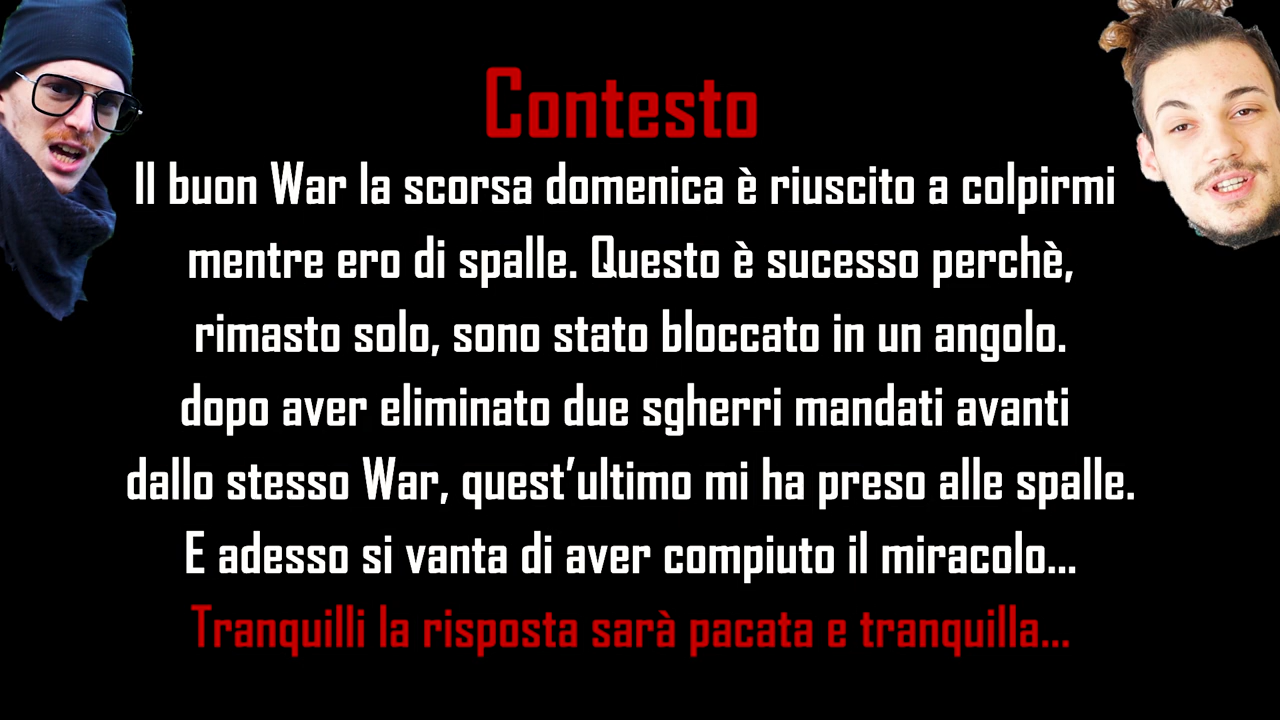 Contesto
Il buon War la scorsa domenica è riuscito a colpirmi
mentre ero di spalle. Questo è sucesso perchè,
rimasto solo, sono stato bloccato in un angolo.
dopo aver eliminato due sgherri mandati avanti
dallo stesso War, quest'ultimo mi ha preso alle spalle.
E adesso si vanta di aver compiuto il miracolo...
Tranquilli la risposta sarà pacata e tranquilla...